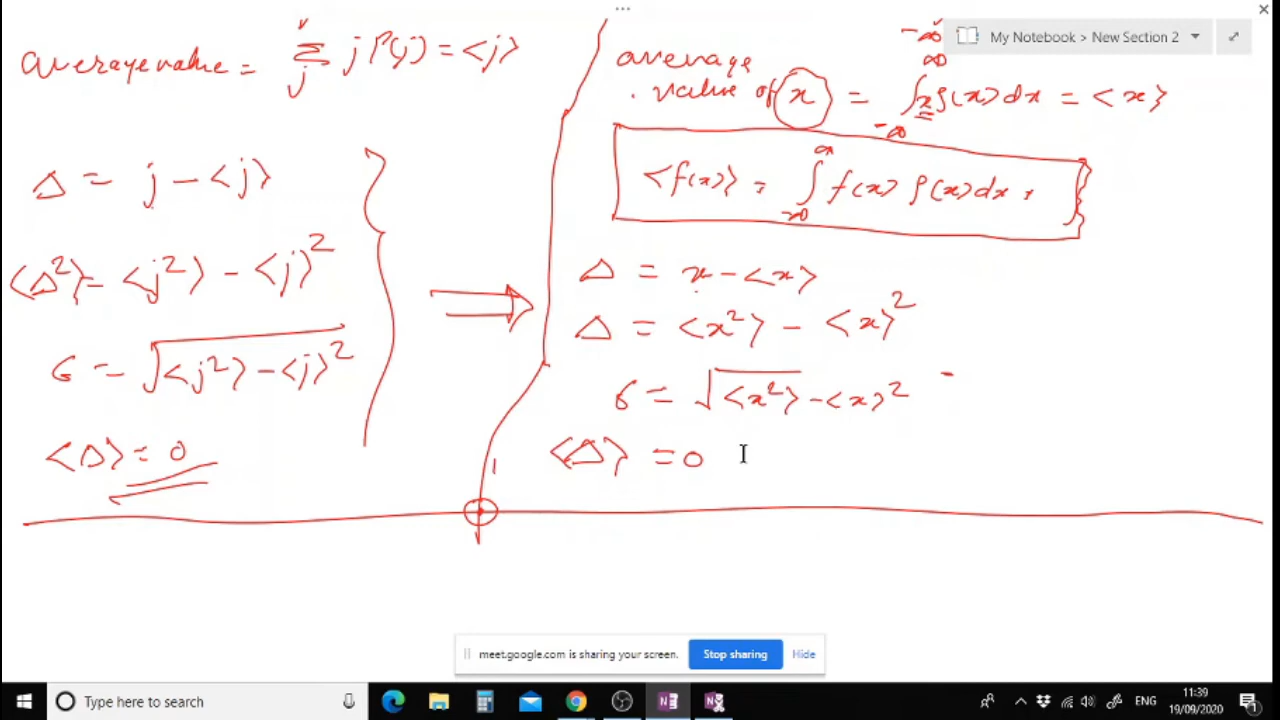 average value = Σ j P(j) = <j>
j
Δ = j - <j>
<Δ²> = <j²> - <j>²
σ = √<j²> - <j>²
<Δ> = 0
-∞
My Notebook > New Section 2
average
value of x = ∫ x ρ(x) dx = <x>
∞
-∞
<f(x)> = ∫ f(x) ρ(x) dx
∞
-∞
Δ = x - <x>
Δ = <x²> - <x>²
σ = √<x²> - <x>²
<Δ> = 0
meet.google.com is sharing your screen. Stop sharing Hide
Type here to search
ENG
11:39
19/09/2020
1